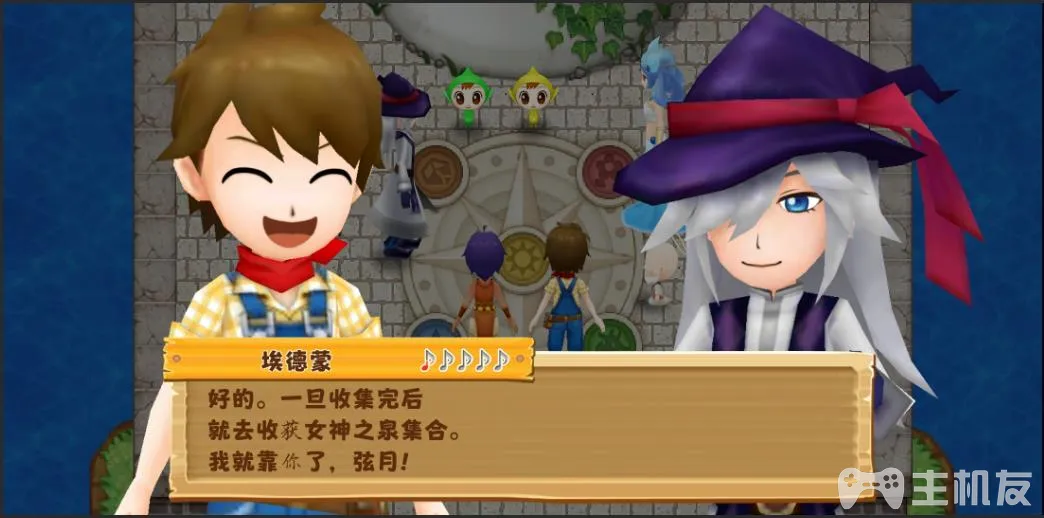 埃德蒙
好的。一旦收集完后
就去收获女神之泉集合。
我就靠你了，弦月！
主机友